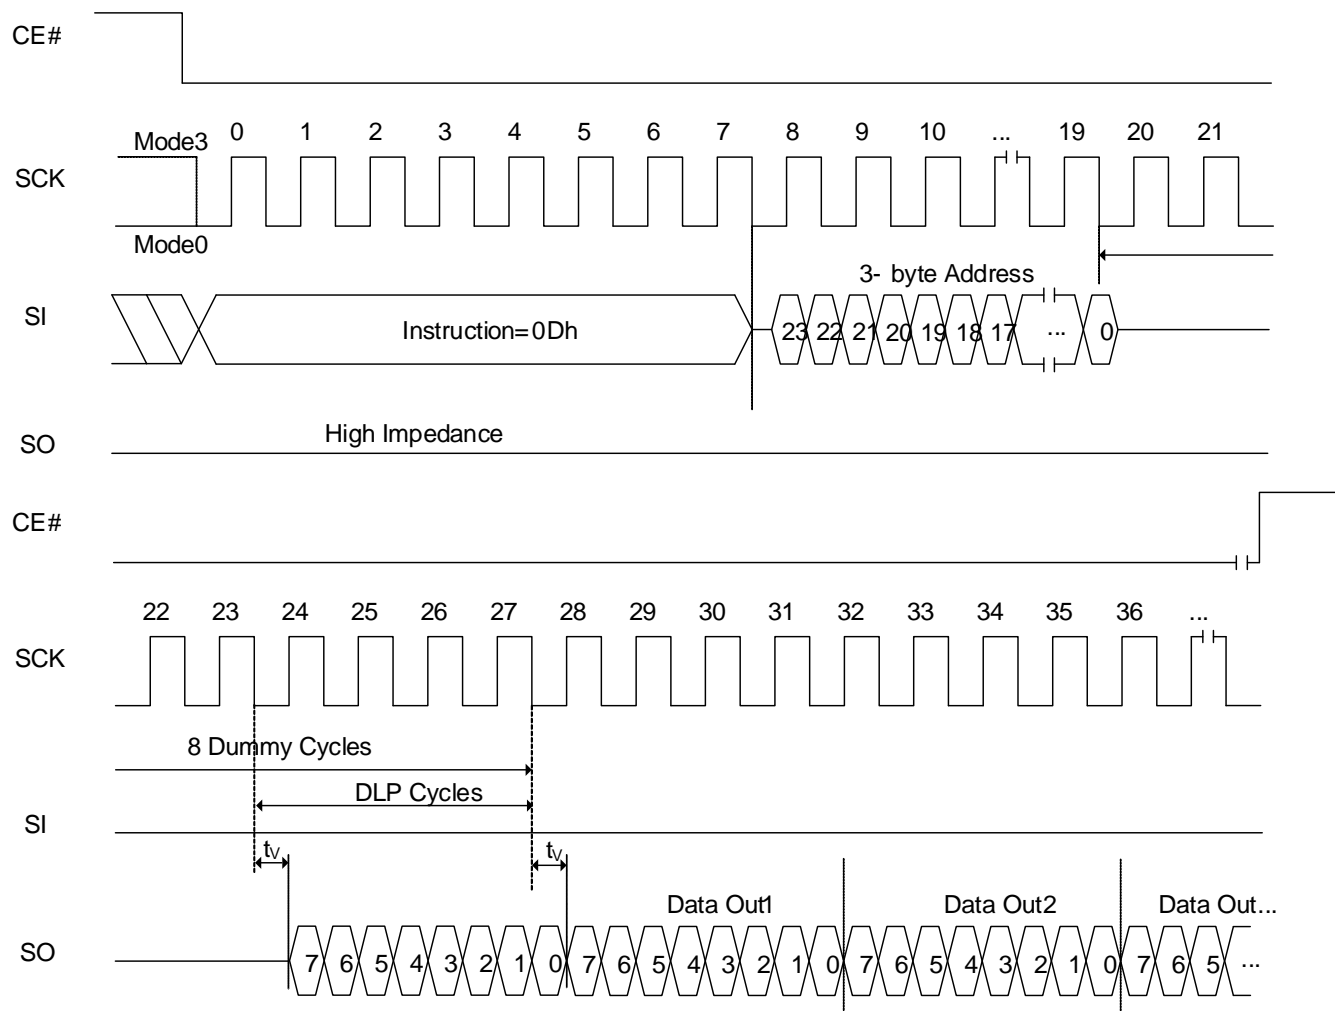 CE#
0 1 2 3 4 5 6 7 8 9 10 ... 19 20 21
Mode3
SCK
Mode0
3- byte Address
SI
Instruction=0Dh
23 22 21 20 19 18 17 ... 0
High Impedance
SO
CE#
22 23 24 25 26 27 28 29 30 31 32 33 34 35 36 ...
SCK
8 Dummy Cycles
DLP Cycles
SI
tV tV
Data Out1 Data Out2 Data Out...
SO
7 6 5 4 3 2 1 0 7 6 5 4 3 2 1 0 7 6 5 4 3 2 1 0 7 6 5 ...